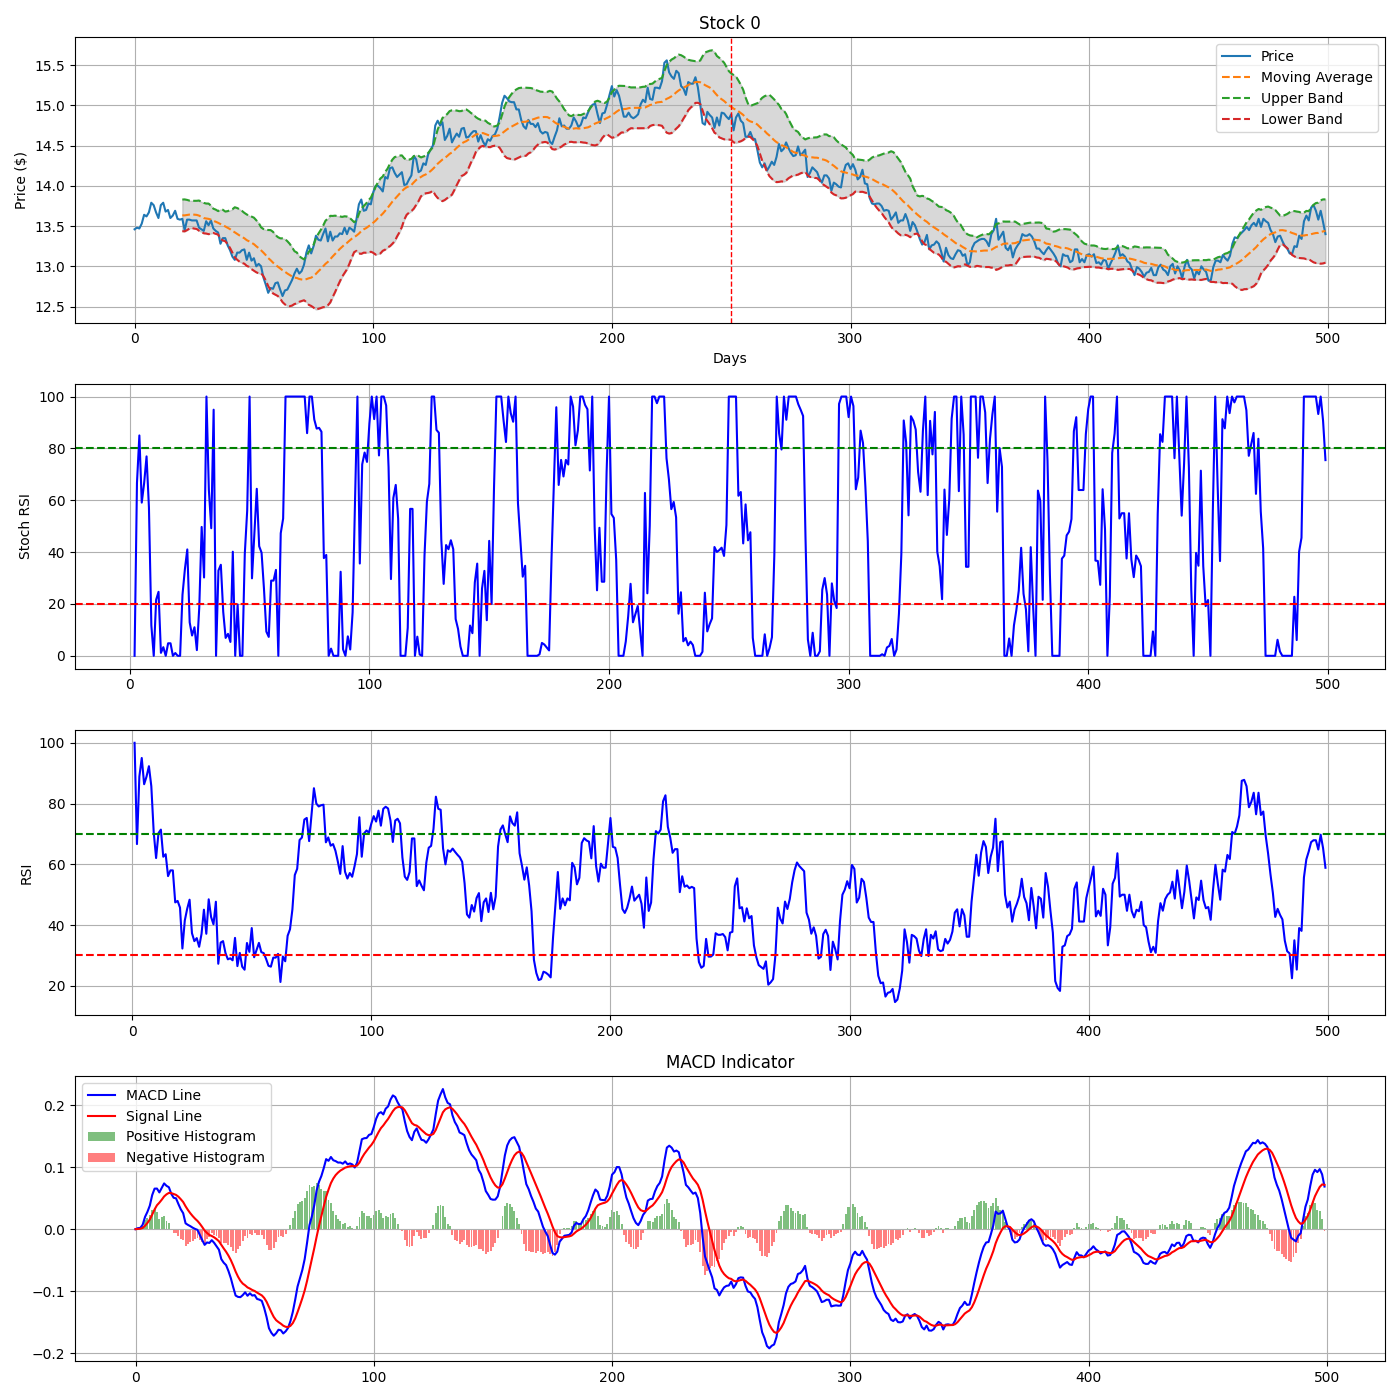 Stock 0
Price ($)
15.5
15.0
14.5
14.0
13.5
13.0
12.5
Price
Moving Average
Upper Band
Lower Band
0 100 200 300 400 500
Days
Stoch RSI
100
80
60
40
20
0
0 100 200 300 400 500
RSI
100
80
60
40
20
0 100 200 300 400 500
MACD Indicator
0.2
0.1
0.0
−0.1
−0.2
MACD Line
Signal Line
Positive Histogram
Negative Histogram
0 100 200 300 400 500